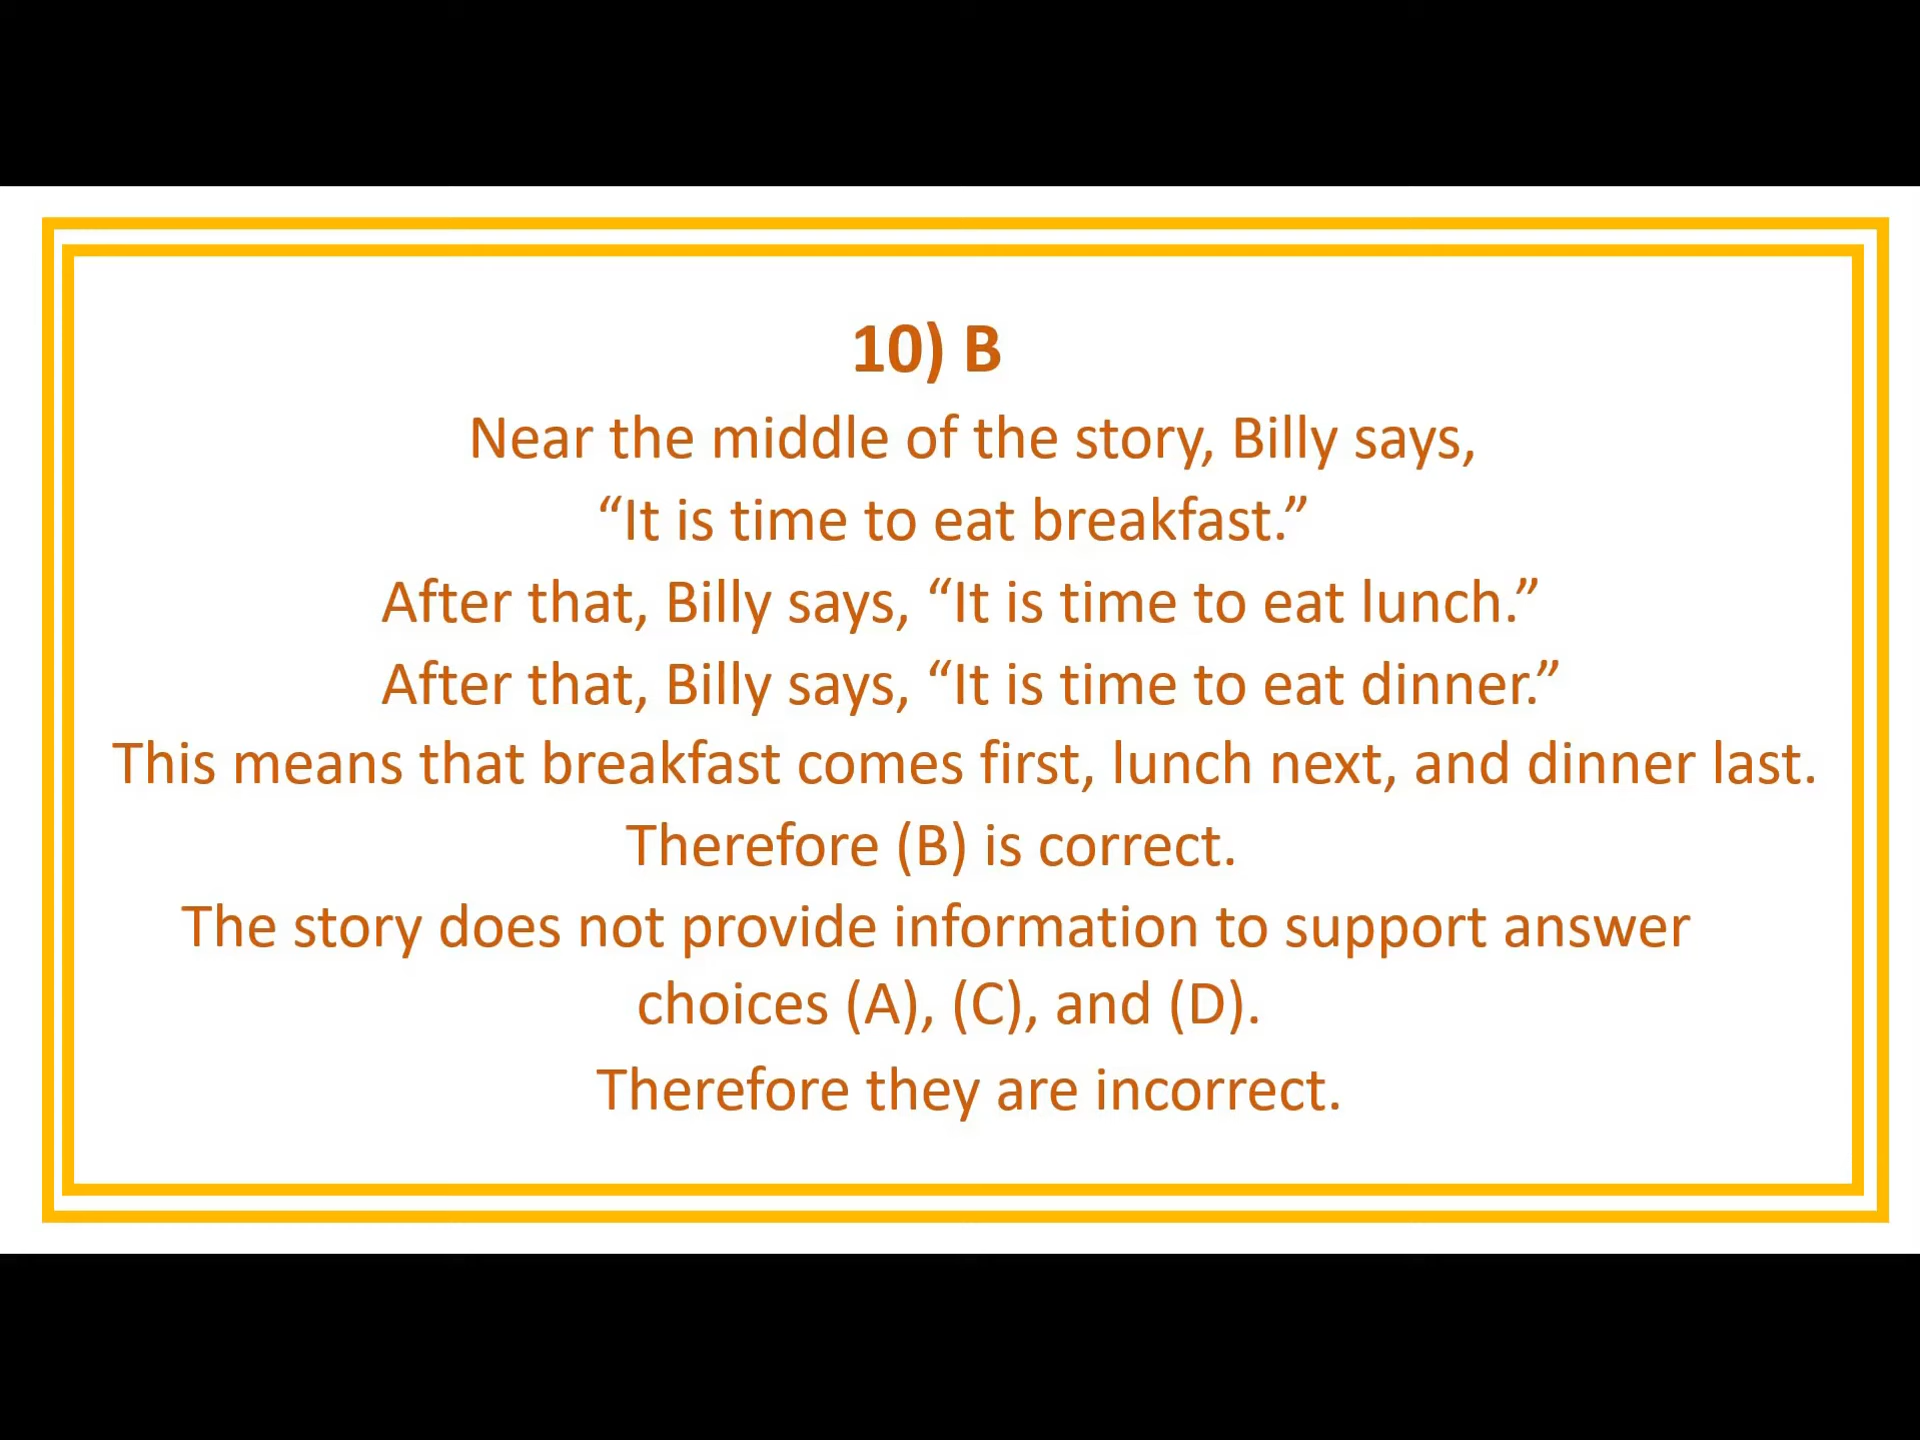 10) B
Near the middle of the story, Billy says,
“It is time to eat breakfast.”
After that, Billy says, “It is time to eat lunch.”
After that, Billy says, “It is time to eat dinner.”
This means that breakfast comes first, lunch next, and dinner last.
Therefore (B) is correct.
The story does not provide information to support answer
choices (A), (C), and (D).
Therefore they are incorrect.